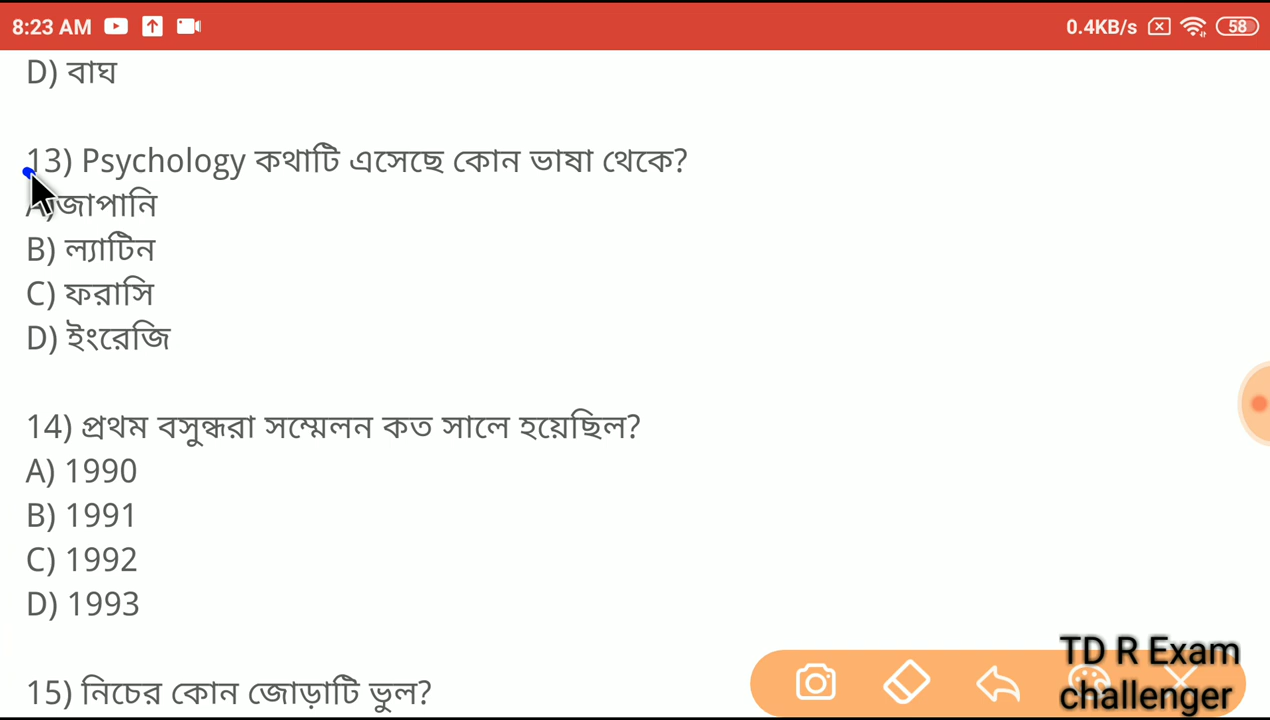 8:23 AM 0.4KB/s 58
D) বাঘ
13) Psychology কথাটি এসেছে কোন ভাষা থেকে?
A)জাপানি
B) ল্যাটিন
C) ফরাসি
D) ইংরেজি
14) প্রথম বসুন্ধরা সম্মেলন কত সালে হয়েছিল?
A) 1990
B) 1991
C) 1992
D) 1993
15) নিচের কোন জোড়াটি ভুল?
TD R Exam
challenger